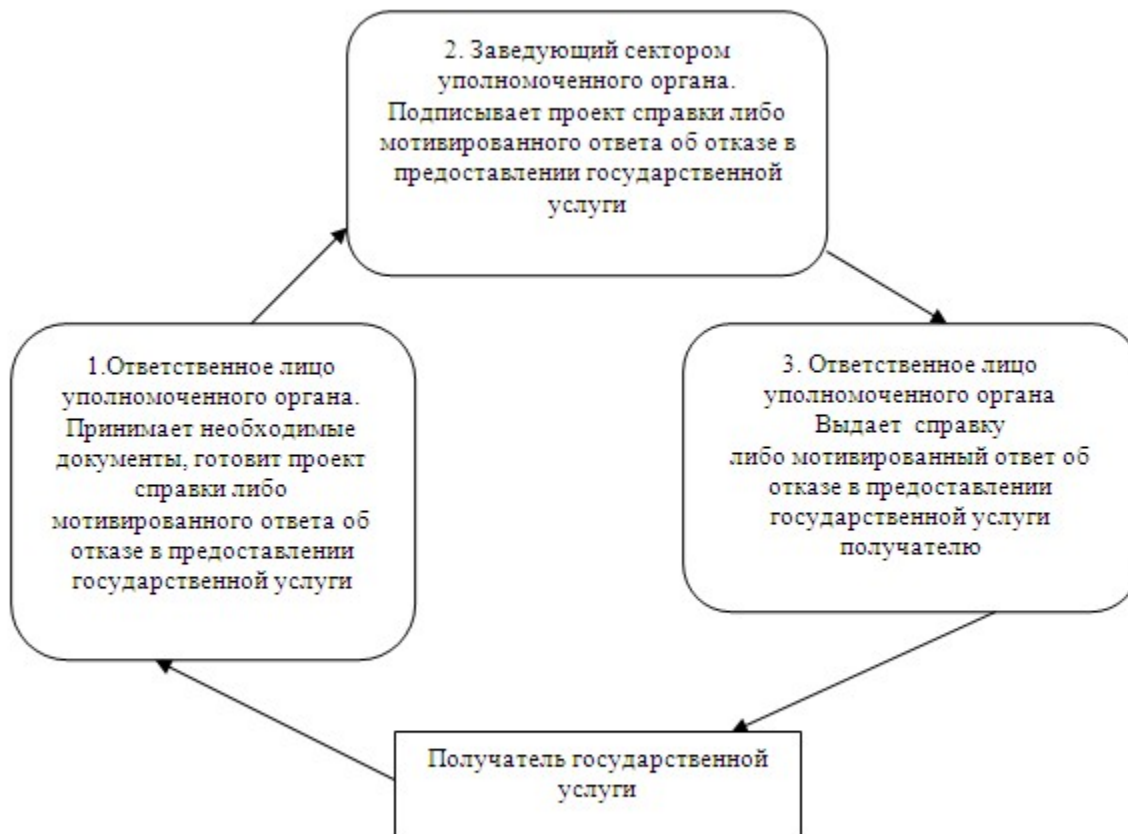 2. Заведующий сектором
уполномоченного органа.
Подписывает проект справки либо
мотивированного ответа об отказе в
предоставлении государственной
услуги
1.Ответственное лицо
уполномоченного органа.
Принимает необходимые
документы, готовит проект
справки либо
мотивированного ответа об
отказе в предоставлении
государственной услуги
3. Ответственное лицо
уполномоченного органа
Выдает справку
либо мотивированный ответ об
отказе в предоставлении
государственной услуги
получателю
Получатель государственной
услуги